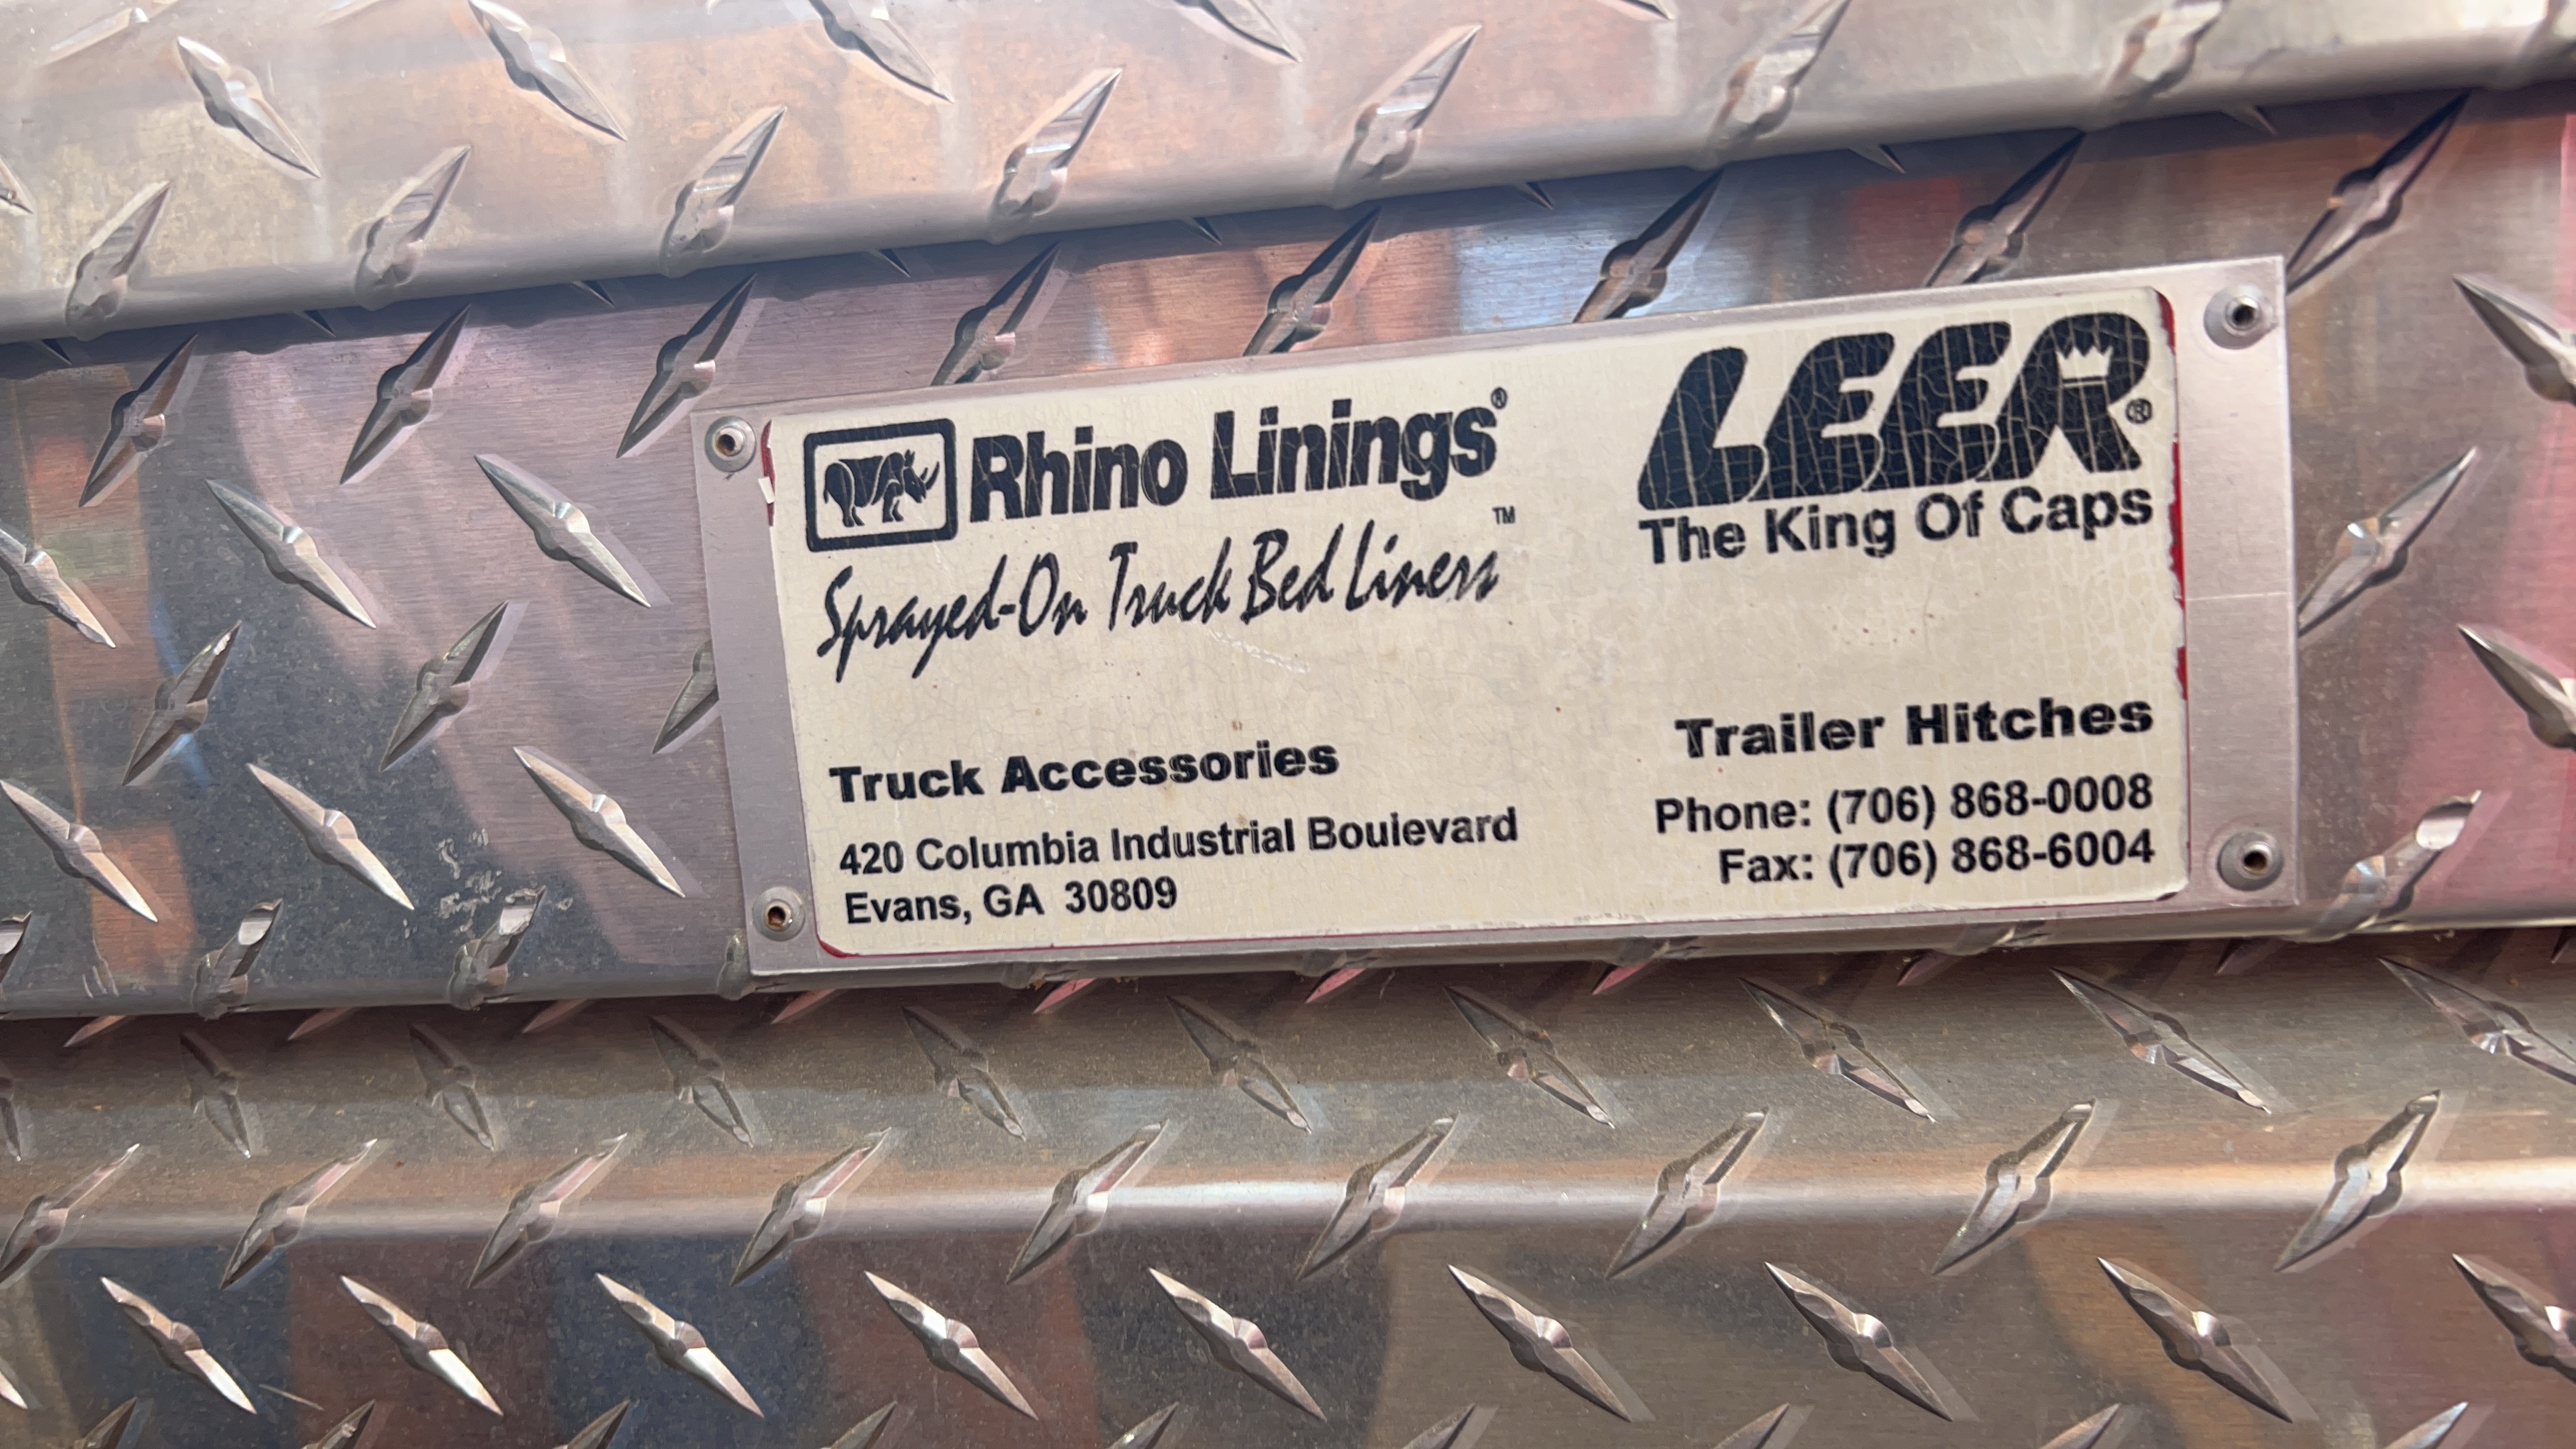 Rhino Linings®
Sprayed-On Truck Bed Liners™
LEER®
The King Of Caps
Truck Accessories
420 Columbia Industrial Boulevard
Evans, GA 30809
Trailer Hitches
Phone: (706) 868-0008
Fax: (706) 868-6004